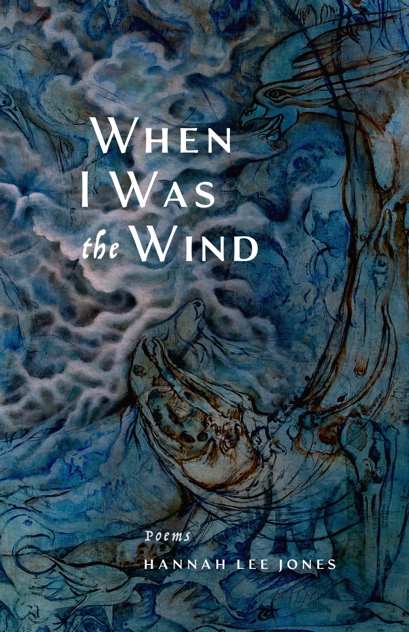 WHEN
I WAS
the WIND
Poems
HANNAH LEE JONES